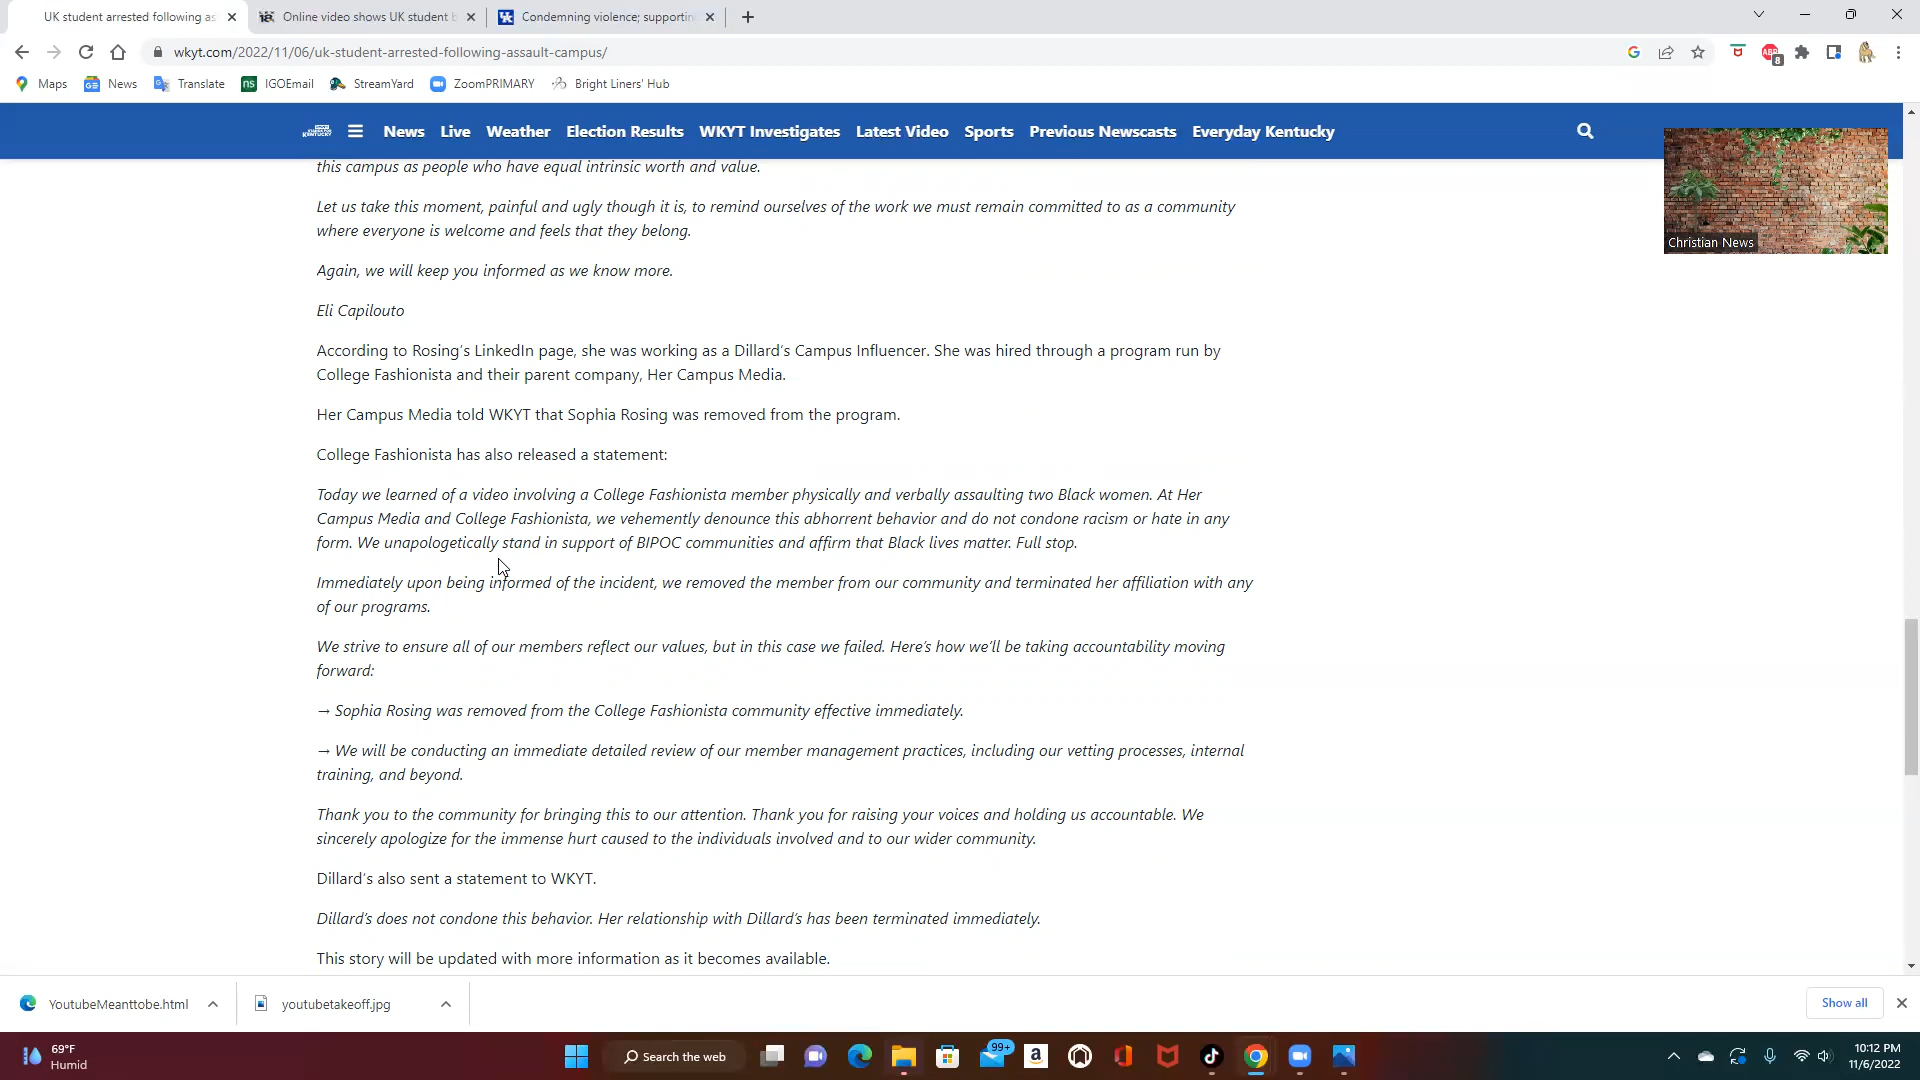 UK student arrested following as
Online video shows UK student b
Condemning violence; supportin
wkyt.com/2022/11/06/uk-student-arrested-following-assault-campus/
ABP
8
Maps
News
Translate
ns
IGOEmail
StreamYard
ZoomPRIMARY
Bright Liners' Hub
News
Live
Weather
Election Results
WKYT Investigates
Latest Video
Sports
Previous Newscasts
Everyday Kentucky
Christian News
this campus as people who have equal intrinsic worth and value.
Let us take this moment, painful and ugly though it is, to remind ourselves of the work we must remain committed to as a community
where everyone is welcome and feels that they belong.
Again, we will keep you informed as we know more.
Eli Capilouto
According to Rosing's LinkedIn page, she was working as a Dillard's Campus Influencer. She was hired through a program run by
College Fashionista and their parent company, Her Campus Media.
Her Campus Media told WKYT that Sophia Rosing was removed from the program.
College Fashionista has also released a statement:
Today we learned of a video involving a College Fashionista member physically and verbally assaulting two Black women. At Her
Campus Media and College Fashionista, we vehemently denounce this abhorrent behavior and do not condone racism or hate in any
form. We unapologetically stand in support of BIPOC communities and affirm that Black lives matter. Full stop.
Immediately upon being informed of the incident, we removed the member from our community and terminated her affiliation with any
of our programs.
We strive to ensure all of our members reflect our values, but in this case we failed. Here's how we'll be taking accountability moving
forward:
→ Sophia Rosing was removed from the College Fashionista community effective immediately.
→ We will be conducting an immediate detailed review of our member management practices, including our vetting processes, internal
training, and beyond.
Thank you to the community for bringing this to our attention. Thank you for raising your voices and holding us accountable. We
sincerely apologize for the immense hurt caused to the individuals involved and to our wider community.
Dillard's also sent a statement to WKYT.
Dillard's does not condone this behavior. Her relationship with Dillard's has been terminated immediately.
This story will be updated with more information as it becomes available.
YoutubeMeanttobe.html
youtubetakeoff.jpg
Show all
69°F
Humid
Search the web
99+
10:12 PM
11/6/2022